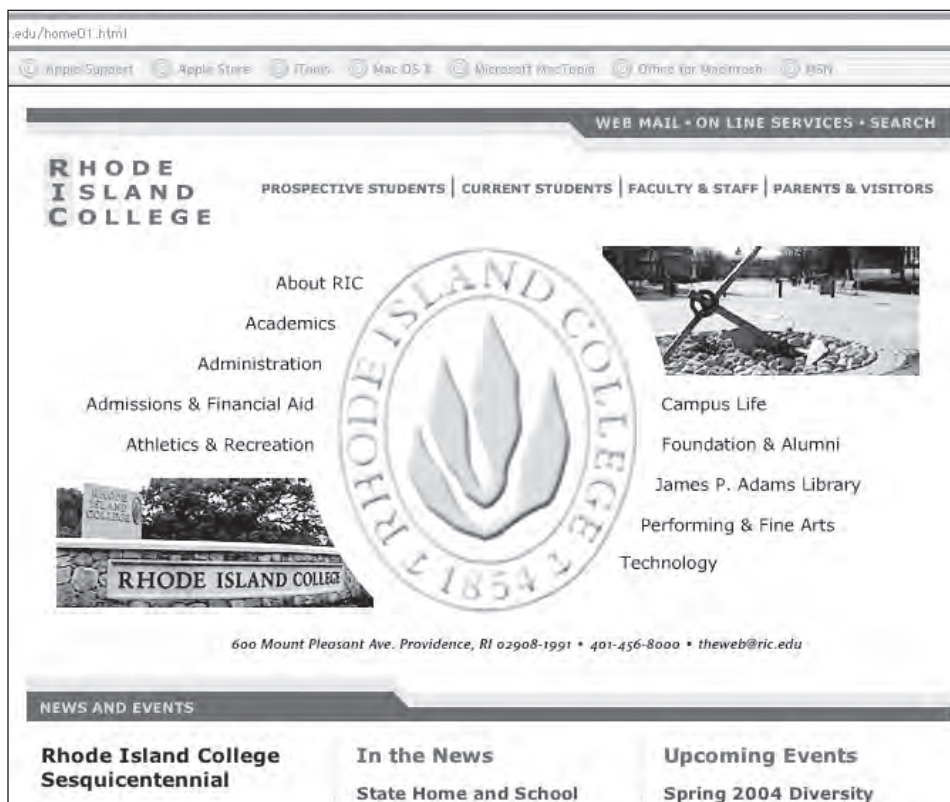 .edu/home01.html
Apple Support Apple Store iTools Mac OS X Microsoft MacTopia Office for Macintosh MSN
WEB MAIL • ON LINE SERVICES • SEARCH
RHODE
ISLAND
COLLEGE
PROSPECTIVE STUDENTS | CURRENT STUDENTS | FACULTY & STAFF | PARENTS & VISITORS
About RIC
Academics
Administration
Admissions & Financial Aid
Athletics & Recreation
RHODE ISLAND COLLEGE
1854
Campus Life
Foundation & Alumni
James P. Adams Library
Performing & Fine Arts
Technology
RHODE
ISLAND
COLLEGE
RHODE ISLAND COLLEGE
600 Mount Pleasant Ave. Providence, RI 02908-1991 • 401-456-8000 • theweb@ric.edu
NEWS AND EVENTS
Rhode Island College
Sesquicentennial
In the News
State Home and School
Upcoming Events
Spring 2004 Diversity